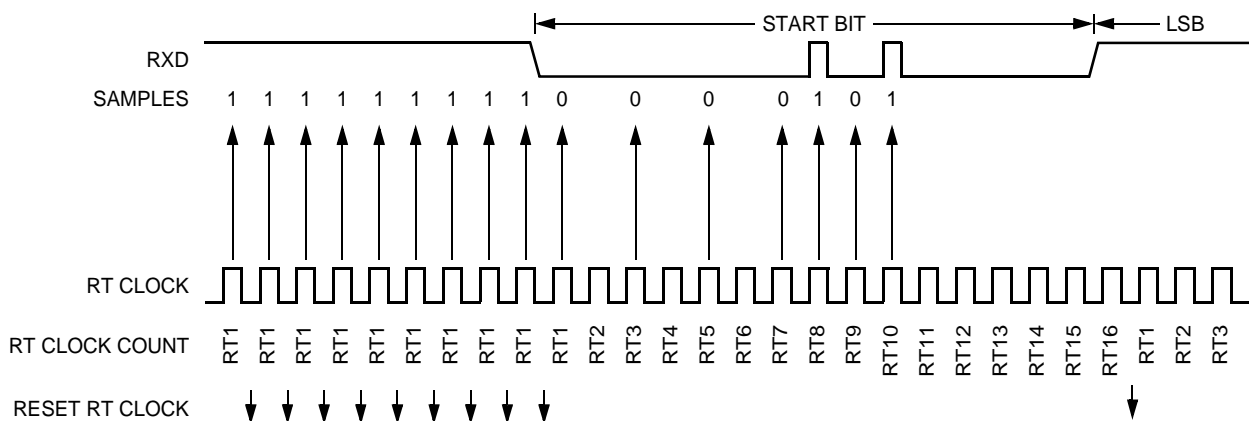 START BIT LSB
RXD
SAMPLES 1 1 1 1 1 1 1 1 1 0 0 0 0 1 0 1
RT CLOCK
RT CLOCK COUNT RT1 RT1 RT1 RT1 RT1 RT1 RT1 RT1 RT1 RT1 RT2 RT3 RT4 RT5 RT6 RT7 RT8 RT9 RT10 RT11 RT12 RT13 RT14 RT15 RT16 RT1 RT2 RT3
RESET RT CLOCK